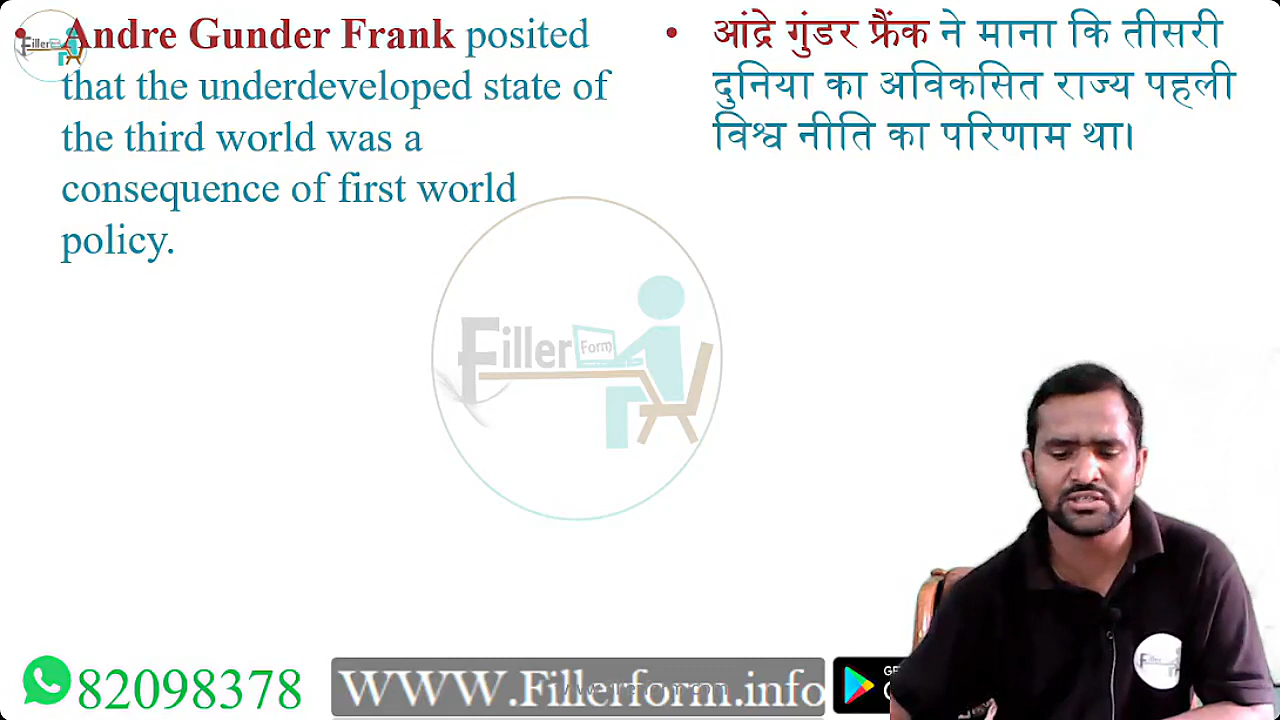 • Andre Gunder Frank posited
that the underdeveloped state of
the third world was a
consequence of first world
policy.
• आंद्रे गुंडर फ्रैंक ने माना कि तीसरी
दुनिया का अविकसित राज्य पहली
विश्व नीति का परिणाम था।
Filler Form
82098378
WWW.Fillerform.info
GE